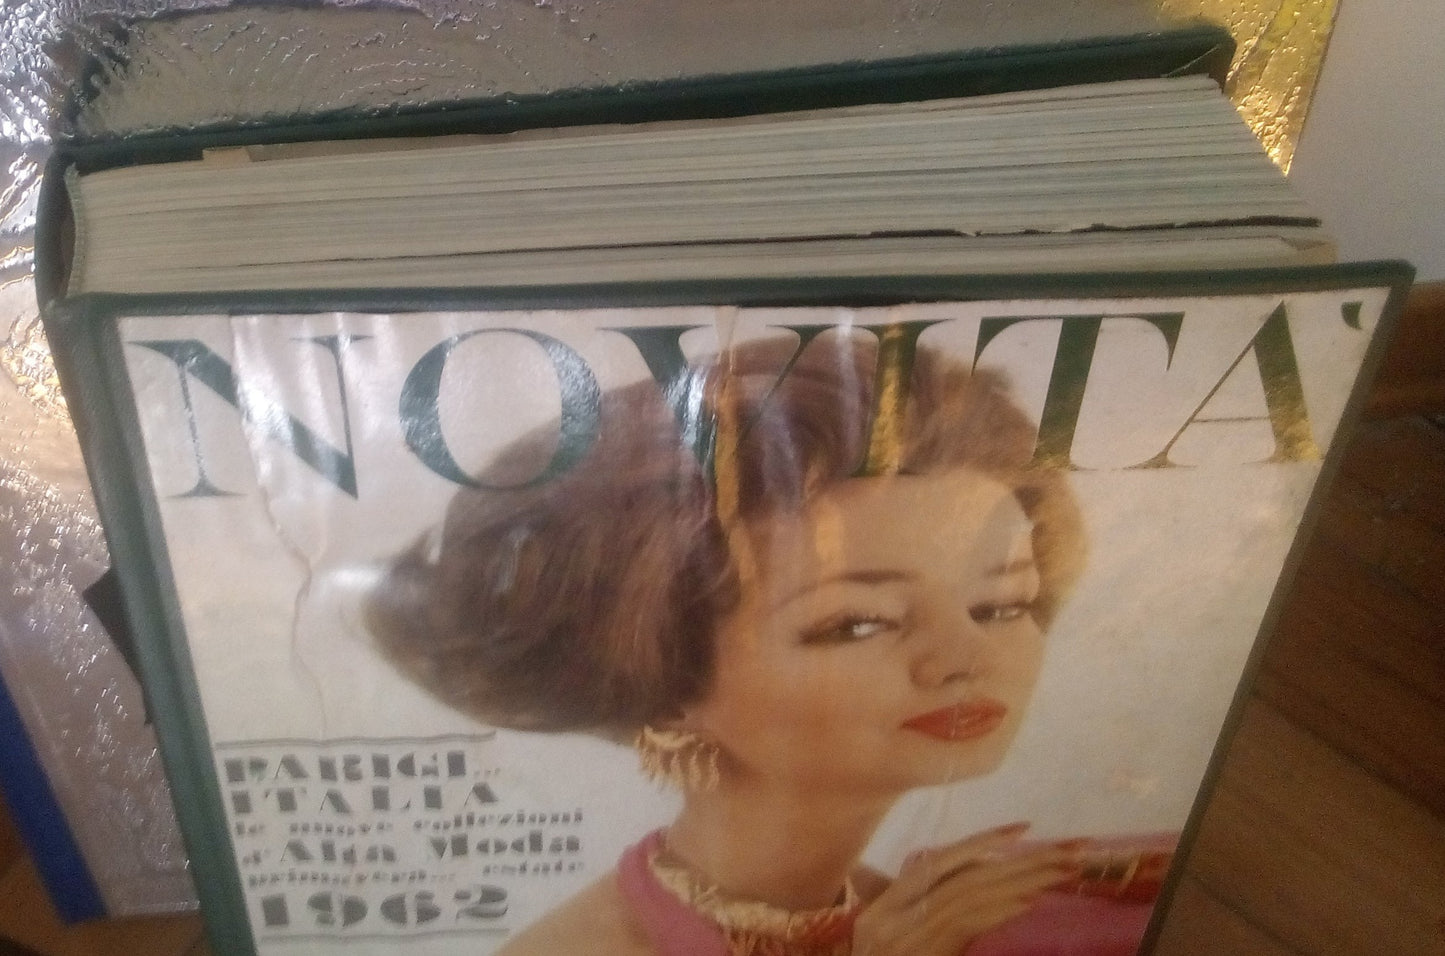 NOVITA'
PARIGI...
ITALIA
le nuove collezioni
d'Alta Moda
primavera... estate
1962